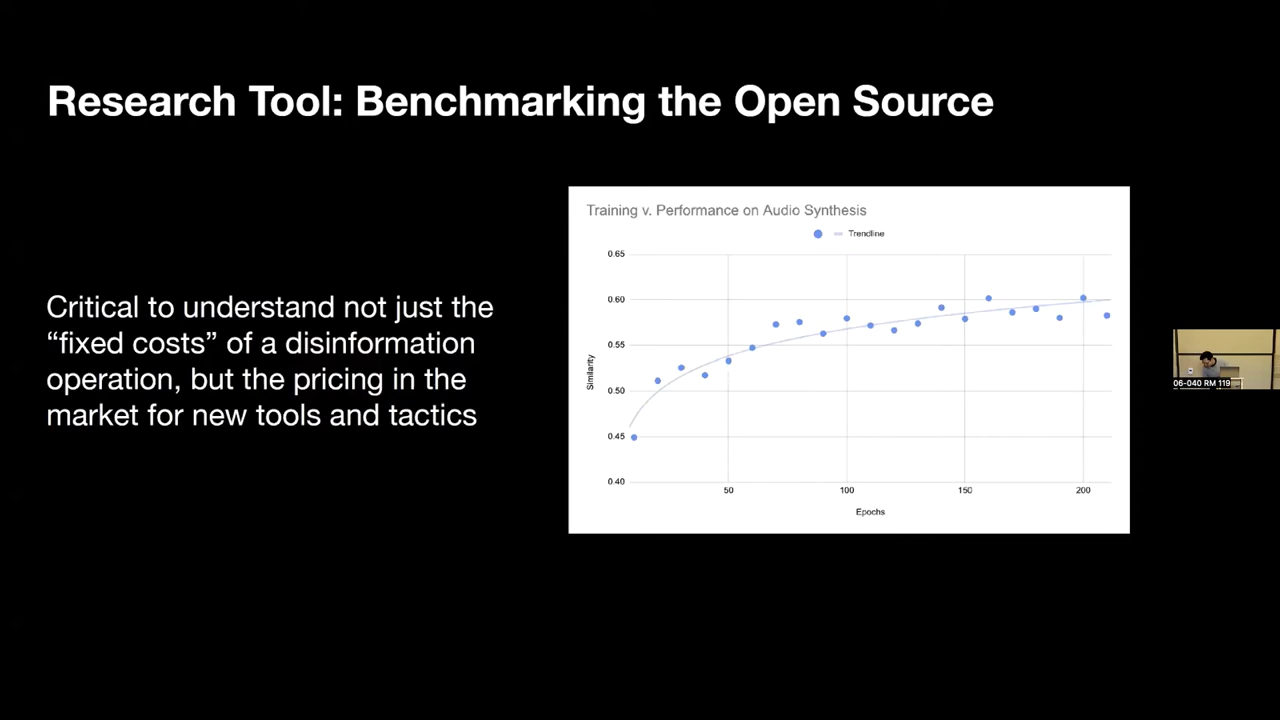 Research Tool: Benchmarking the Open Source
Critical to understand not just the
“fixed costs” of a disinformation
operation, but the pricing in the
market for new tools and tactics
Training v. Performance on Audio Synthesis
Trendline
0.65
0.60
0.55
0.50
0.45
0.40
Similarity
50
100
150
200
Epochs
06-040 RM 119